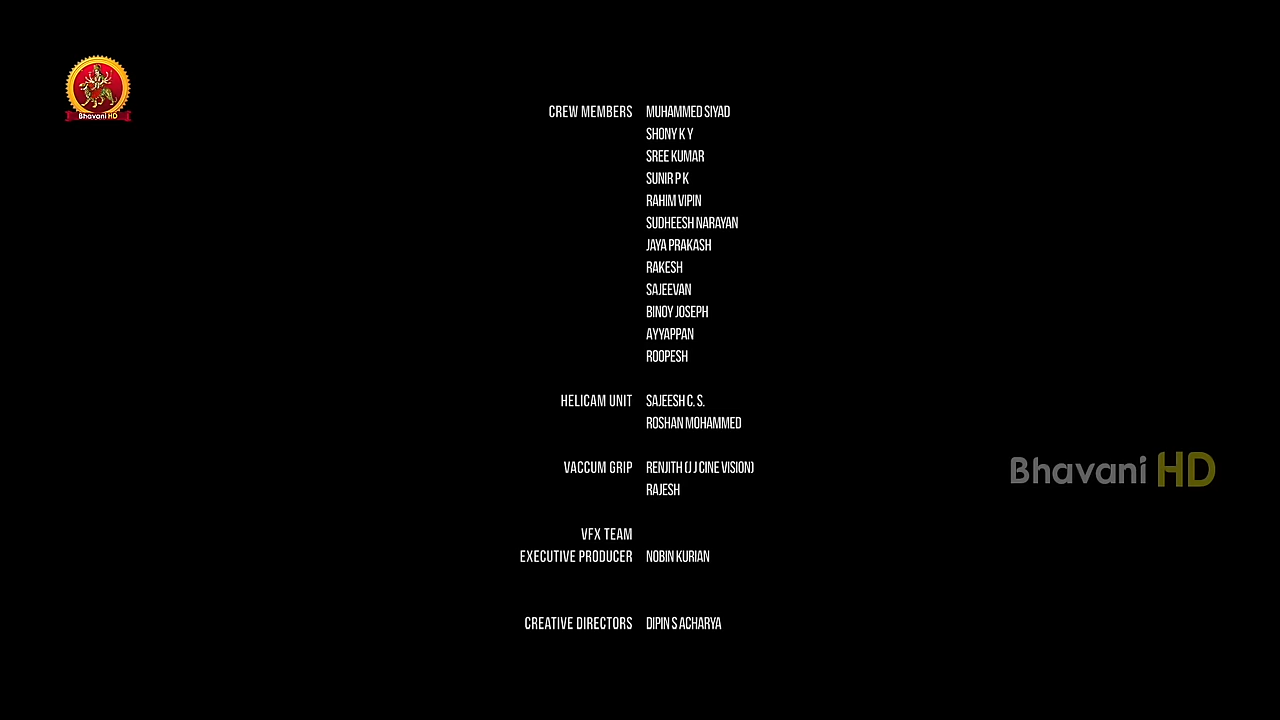 Bhavani HD
CREW MEMBERS MUHAMMED SIYAD
SHONY K Y
SREE KUMAR
SUNIR P K
RAHIM VIPIN
SUDHEESH NARAYAN
JAYA PRAKASH
RAKESH
SAJEEVAN
BINOY JOSEPH
AYYAPPAN
ROOPESH
HELICAM UNIT SAJEESH C. S.
ROSHAN MOHAMMED
VACCUM GRIP RENJITH (J J CINE VISION)
RAJESH
Bhavani HD
VFX TEAM
EXECUTIVE PRODUCER NOBIN KURIAN
CREATIVE DIRECTORS DIPIN S ACHARYA